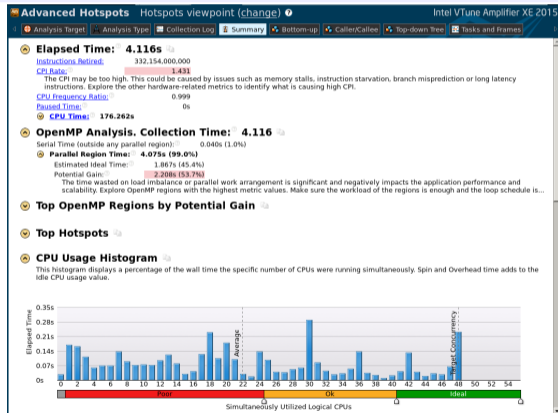 Advanced Hotspots Hotspots viewpoint (change) Intel VTune Amplifier XE 2015
Analysis Target Analysis Type Collection Log Summary Bottom-up Caller/Callee Top-down Tree Tasks and Frames
Elapsed Time: 4.116s
Instructions Retired: 332,154,000,000
CPI Rate: 1.431
The CPI may be too high. This could be caused by issues such as memory stalls, instruction starvation, branch misprediction or long latency
instructions. Explore the other hardware-related metrics to identify what is causing high CPI.
CPU Frequency Ratio: 0.999
Paused Time: 0s
CPU Time: 176.262s
OpenMP Analysis. Collection Time: 4.116
Serial Time (outside any parallel region): 0.040s (1.0%)
Parallel Region Time: 4.075s (99.0%)
Estimated Ideal Time: 1.867s (45.4%)
Potential Gain: 2.208s (53.7%)
The time wasted on load imbalance or parallel work arrangement is significant and negatively impacts the application performance and
scalability. Explore OpenMP regions with the highest metric values. Make sure the workload of the regions is enough and the loop schedule is...
Top OpenMP Regions by Potential Gain
Top Hotspots
CPU Usage Histogram
This histogram displays a percentage of the wall time the specific number of CPUs were running simultaneously. Spin and Overhead time adds to the
Idle CPU usage value.
Elapsed Time
0.35s
0.28s
0.21s
0.14s
0.07s
0s
Average
Target Concurrency
0 2 4 6 8 10 12 14 16 18 20 22 24 26 28 30 32 34 36 38 40 42 44 46 48 50 52 54
Poor Ok Ideal
Simultaneously Utilized Logical CPUs